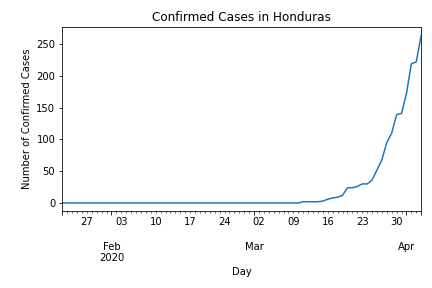 Confirmed Cases in Honduras
Number of Confirmed Cases
250
200
150
100
50
0
27 03 10 17 24 02 09 16 23 30
Feb Mar Apr
2020
Day